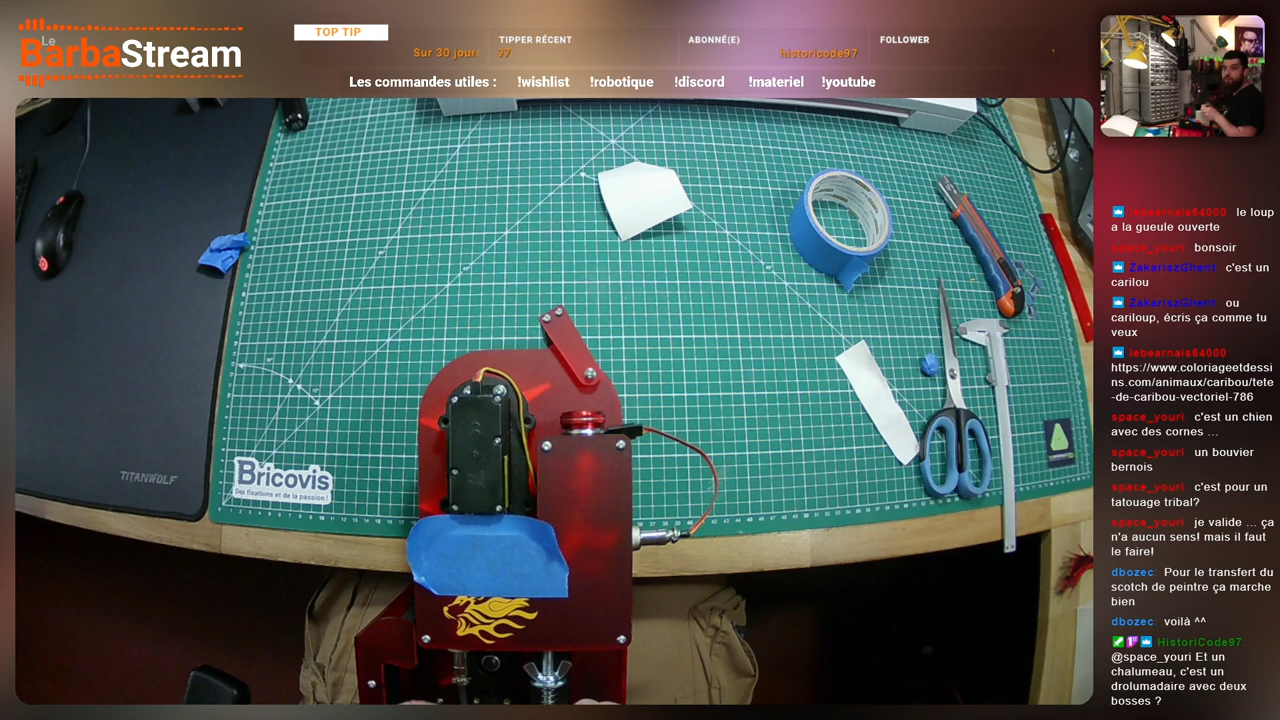 Le
BarbaStream
TOP TIP
Sur 30 jour
TIPPER RÉCENT
97
ABONNÉ(E)
historicode97
FOLLOWER
Les commandes utiles : !wishlist !robotique !discord !materiel !youtube
TITANWOLF
Bricovis
Des fixations et de la passion !
lebearnais64000 le loup
a la gueule ouverte
space_youri bonsoir
ZakariszGhent c'est un
carilou
ZakariszGhent ou
cariloup, écris ça comme tu
veux
lebearnais64000
https://www.coloriageetdessi
ns.com/animaux/caribou/tete
-de-caribou-vectoriel-786
space_youri c'est un chien
avec des cornes ...
space_youri un bouvier
bernois
space_youri c'est pour un
tatouage tribal?
space_youri je valide ... ça
n'a aucun sens! mais il faut
le faire!
dbozec: Pour le transfert du
scotch de peintre ça marche
bien
dbozec: voilà ^^
HistoriCode97
@space_youri Et un
chalumeau, c'est un
drolumadaire avec deux
bosses ?